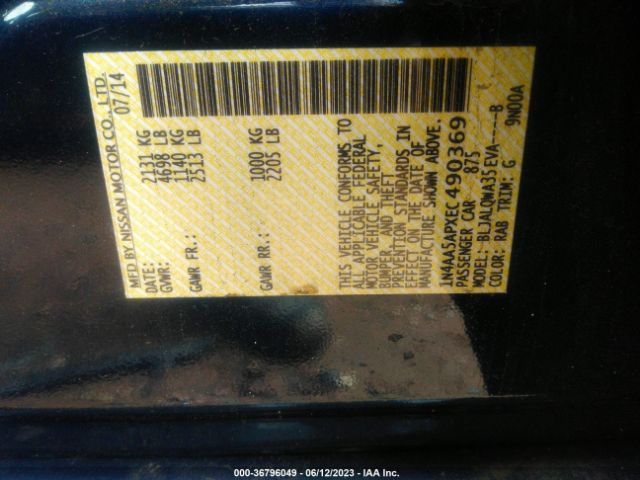 MFD BY NISSAN MOTOR CO., LTD.
DATE: 07/14
GVWR: 2131 KG
4698 LB
GAWR FR.: 1140 KG
2513 LB
GAWR RR.: 1000 KG
2205 LB
THIS VEHICLE CONFORMS TO
ALL APPLICABLE FEDERAL
MOTOR VEHICLE SAFETY,
BUMPER, AND THEFT
PREVENTION STANDARDS IN
EFFECT ON THE DATE OF
MANUFACTURE SHOWN ABOVE.
1N4AA5APXEC490369
PASSENGER CAR 875
MODEL: BLJALQWA35EVA----B
COLOR: RAB TRIM: G 9N00A
000-36796049 - 06/12/2023 - IAA Inc.